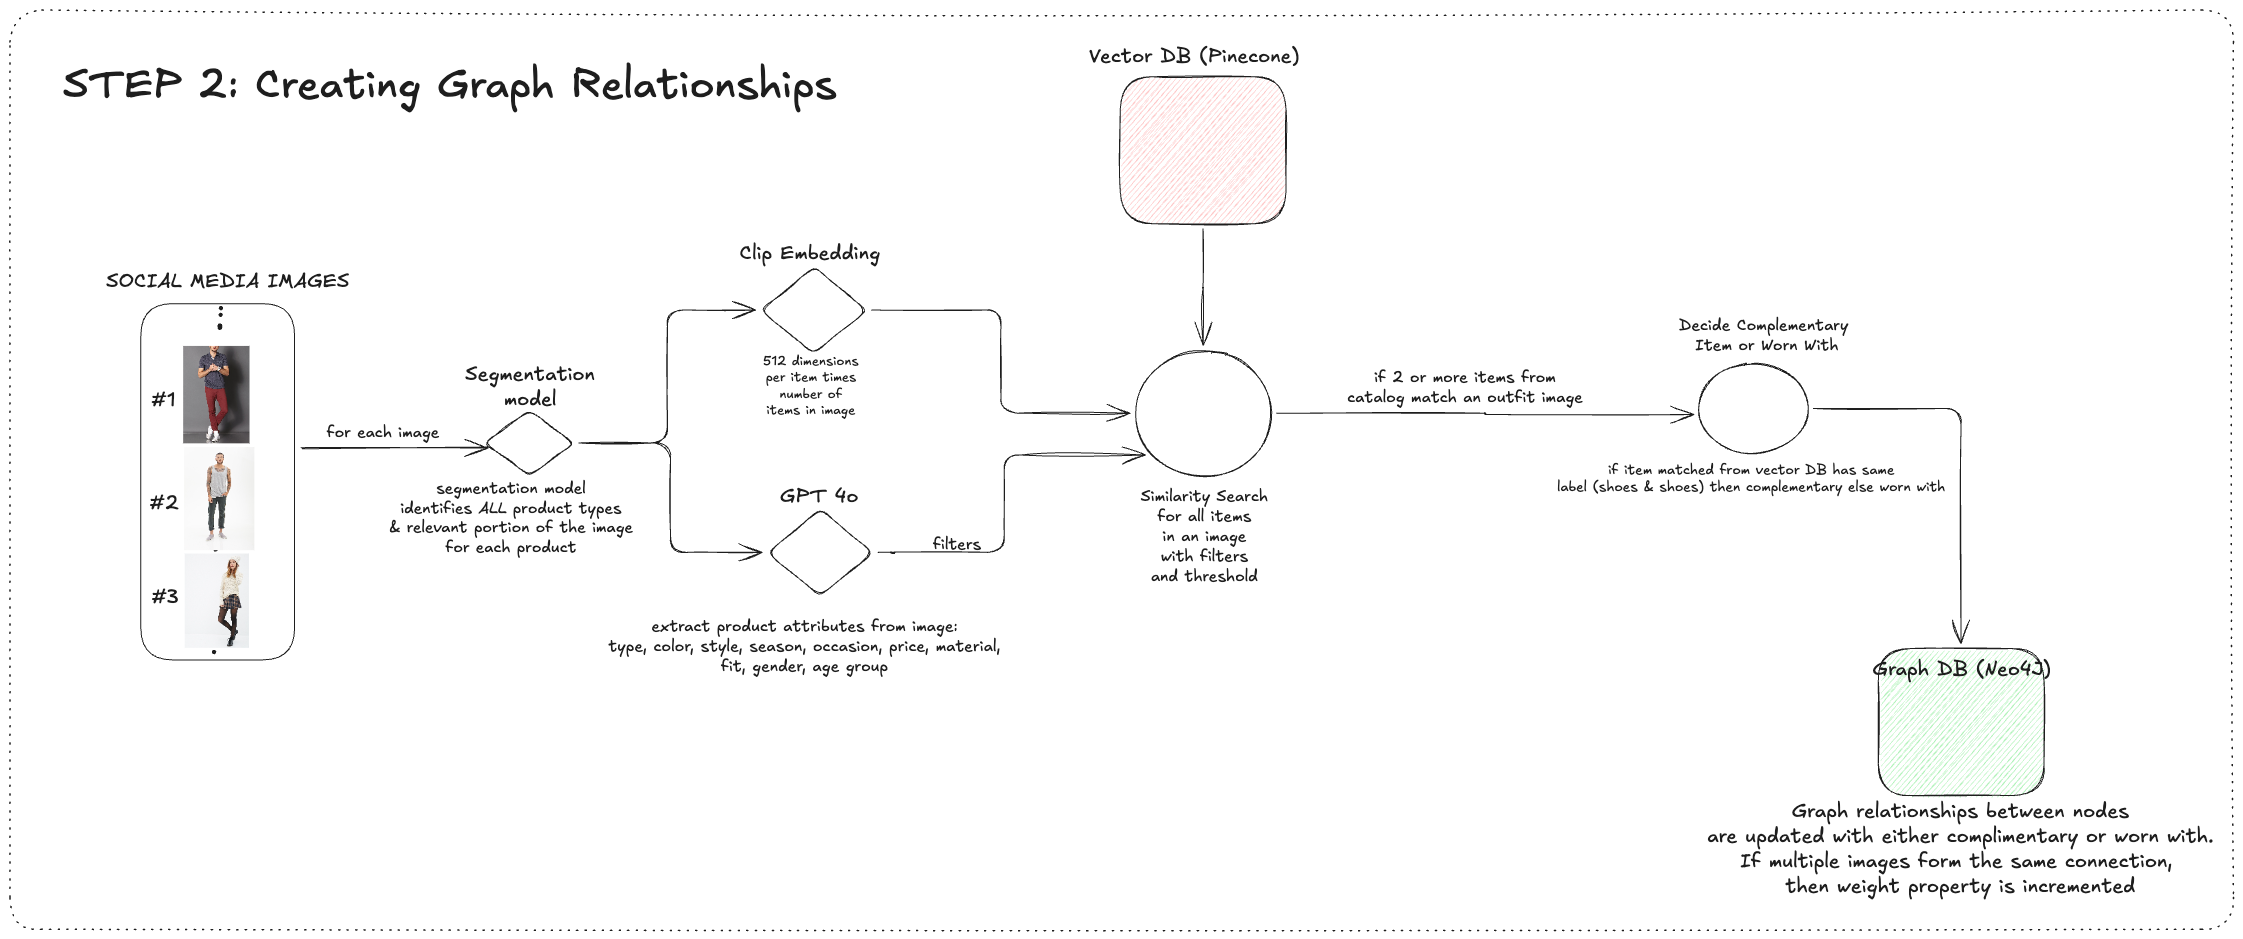 STEP 2: Creating Graph Relationships
Vector DB (Pinecone)
SOCIAL MEDIA IMAGES
#1
#2
#3
for each image
Segmentation
model
segmentation model
identifies ALL product types
& relevant portion of the image
for each product
Clip Embedding
512 dimensions
per item times
number of
items in image
GPT 4o
filters
extract product attributes from image:
type, color, style, season, occasion, price, material,
fit, gender, age group
Similarity Search
for all items
in an image
with filters
and threshold
if 2 or more items from
catalog match an outfit image
Decide Complementary
Item or Worn With
if item matched from vector DB has same
label (shoes & shoes) then complementary else worn with
Graph DB (Neo4J)
Graph relationships between nodes
are updated with either complimentary or worn with.
If multiple images form the same connection,
then weight property is incremented